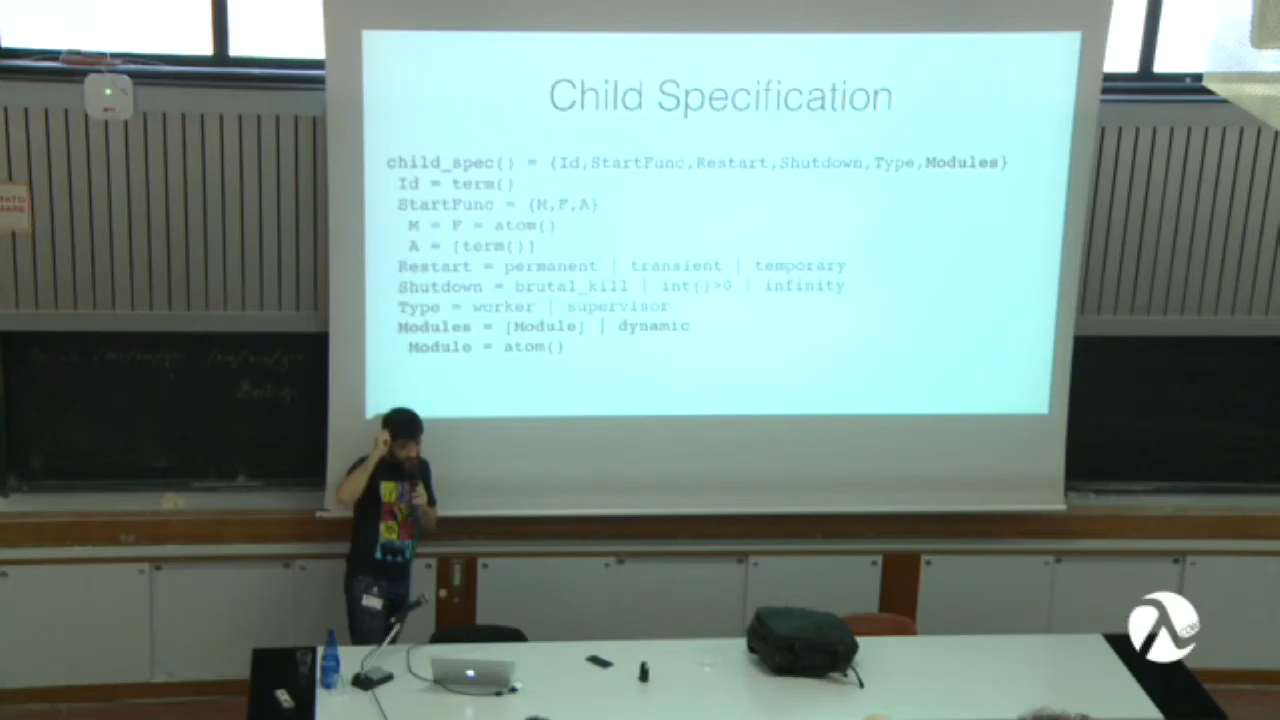 Child Specification
child_spec() = {Id,StartFunc,Restart,Shutdown,Type,Modules}
Id = term()
StartFunc = {M,F,A}
M = F = atom()
A = [term()]
Restart = permanent | transient | temporary
Shutdown = brutal_kill | int()>0 | infinity
Type = worker | supervisor
Modules = [Module] | dynamic
Module = atom()